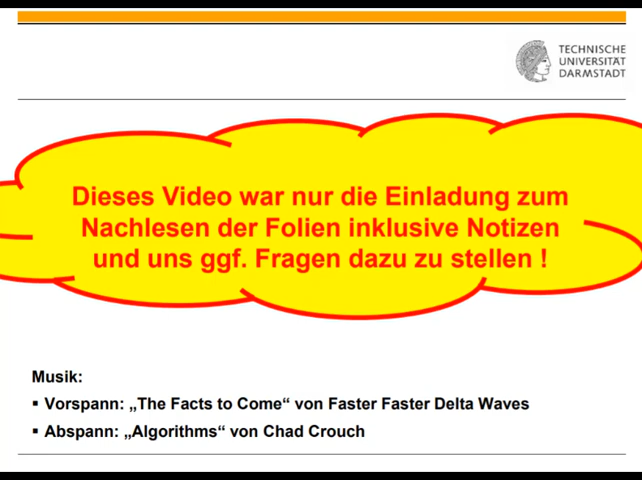 TECHNISCHE
UNIVERSITÄT
DARMSTADT
Dieses Video war nur die Einladung zum
Nachlesen der Folien inklusive Notizen
und uns ggf. Fragen dazu zu stellen !
Musik:
▪ Vorspann: „The Facts to Come“ von Faster Faster Delta Waves
▪ Abspann: „Algorithms“ von Chad Crouch